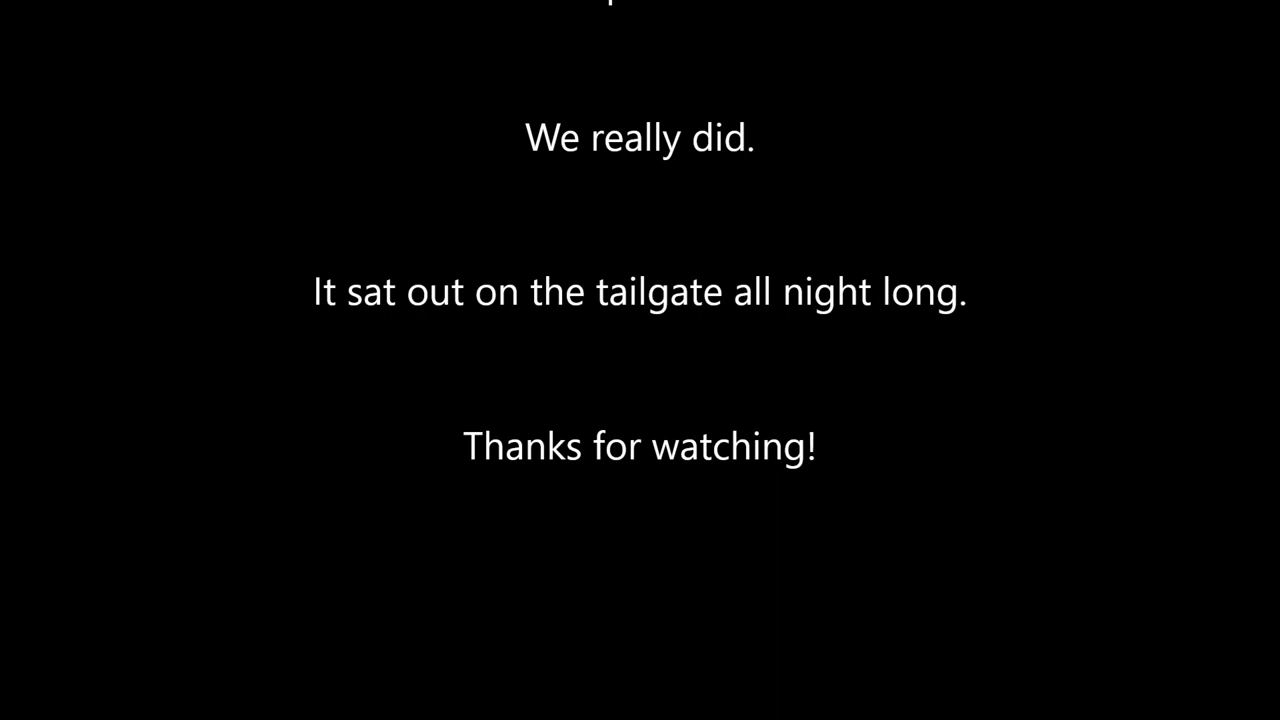 We really did.
It sat out on the tailgate all night long.
Thanks for watching!